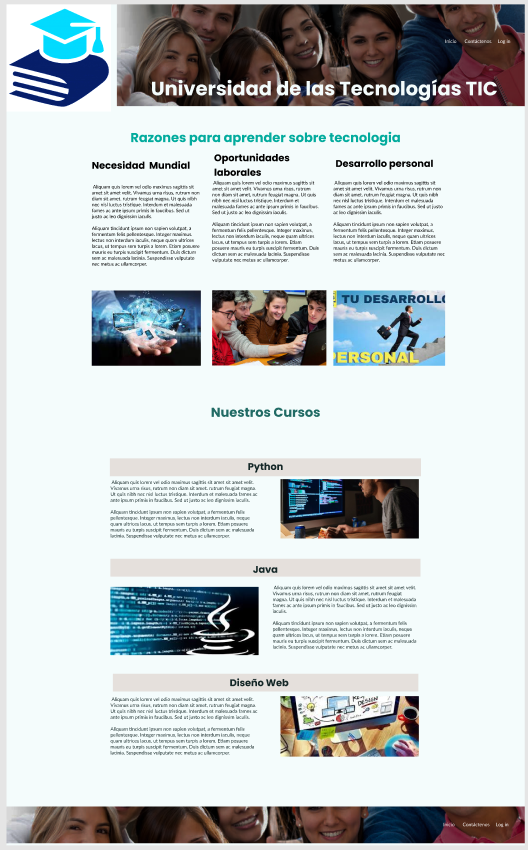 Inicio Contáctenos Log in
Universidad de las Tecnologías TIC
Razones para aprender sobre tecnologia
Necesidad Mundial
Aliquam quis lorem vel odio maximus sagittis sit
amet sit amet velit. Vivamus urna risus, rutrum non
diam sit amet, rutrum feugiat magna. Ut quis nibh
nec nisl luctus tristique. Interdum et malesuada
fames ac ante ipsum primis in faucibus. Sed ut
justo ac leo dignissim iaculis.
Aliquam tincidunt ipsum non sapien volutpat, a
fermentum felis pellentesque. Integer maximus,
lectus non interdum iaculis, neque quam ultrices
lacus, ut tempus sem turpis a lorem. Etiam posuere
mauris eu turpis suscipit fermentum. Duis dictum
sem ac malesuada lacinia. Suspendisse vulputate
nec metus ac ullamcorper.
Oportunidades
laborales
Aliquam quis lorem vel odio maximus sagittis sit
amet sit amet velit. Vivamus urna risus, rutrum non
diam sit amet, rutrum feugiat magna. Ut quis
nibh nec nisl luctus tristique. Interdum et
malesuada fames ac ante ipsum primis in faucibus.
Sed ut justo ac leo dignissim iaculis.
Aliquam tincidunt ipsum non sapien volutpat, a
fermentum felis pellentesque. Integer maximus,
lectus non interdum iaculis, neque quam ultrices
lacus, ut tempus sem turpis a lorem. Etiam
posuere mauris eu turpis suscipit fermentum. Duis
dictum sem ac malesuada lacinia. Suspendisse
vulputate nec metus ac ullamcorper.
Desarrollo personal
Aliquam quis lorem vel odio maximus sagittis sit
amet sit amet velit. Vivamus urna risus, rutrum non
diam sit amet, rutrum feugiat magna. Ut quis nibh
nec nisl luctus tristique. Interdum et malesuada
fames ac ante ipsum primis in faucibus. Sed ut
justo ac leo dignissim iaculis.
Aliquam tincidunt ipsum non sapien volutpat, a
fermentum felis pellentesque. Integer maximus,
lectus non interdum iaculis, neque quam ultrices
lacus, ut tempus sem turpis a lorem. Etiam posuere
mauris eu turpis suscipit fermentum. Duis dictum
sem ac malesuada lacinia. Suspendisse vulputate nec
metus ac ullamcorper.
TU DESARROLLO
PERSONAL
Nuestros Cursos
Python
Aliquam quis lorem vel odio maximus sagittis sit amet sit amet velit.
Vivamus urna risus, rutrum non diam sit amet, rutrum feugiat magna.
Ut quis nibh nec nisl luctus tristique. Interdum et malesuada fames ac
ante ipsum primis in faucibus. Sed ut justo ac leo dignissim iaculis.
Aliquam tincidunt ipsum non sapien volutpat, a fermentum felis
pellentesque. Integer maximus, lectus non interdum iaculis, neque
quam ultrices lacus, ut tempus sem turpis a lorem. Etiam posuere
mauris eu turpis suscipit fermentum. Duis dictum sem ac malesuada
lacinia. Suspendisse vulputate nec metus ac ullamcorper.
Java
Aliquam quis lorem vel odio maximus sagittis sit amet sit amet velit.
Vivamus urna risus, rutrum non diam sit amet, rutrum feugiat
magna. Ut quis nibh nec nisl luctus tristique. Interdum et malesuada
fames ac ante ipsum primis in faucibus. Sed ut justo ac leo dignissim
iaculis.
Aliquam tincidunt ipsum non sapien volutpat, a fermentum felis
pellentesque. Integer maximus, lectus non interdum iaculis, neque
quam ultrices lacus, ut tempus sem turpis a lorem. Etiam posuere
mauris eu turpis suscipit fermentum. Duis dictum sem ac malesuada
lacinia. Suspendisse vulputate nec metus ac ullamcorper.
Diseño Web
Aliquam quis lorem vel odio maximus sagittis sit amet sit amet velit.
Vivamus urna risus, rutrum non diam sit amet, rutrum feugiat magna.
Ut quis nibh nec nisl luctus tristique. Interdum et malesuada fames ac
ante ipsum primis in faucibus. Sed ut justo ac leo dignissim iaculis.
Aliquam tincidunt ipsum non sapien volutpat, a fermentum felis
pellentesque. Integer maximus, lectus non interdum iaculis, neque
quam ultrices lacus, ut tempus sem turpis a lorem. Etiam posuere
mauris eu turpis suscipit fermentum. Duis dictum sem ac malesuada
lacinia. Suspendisse vulputate nec metus ac ullamcorper.
DESIGN
Inicio Contáctenos Log in